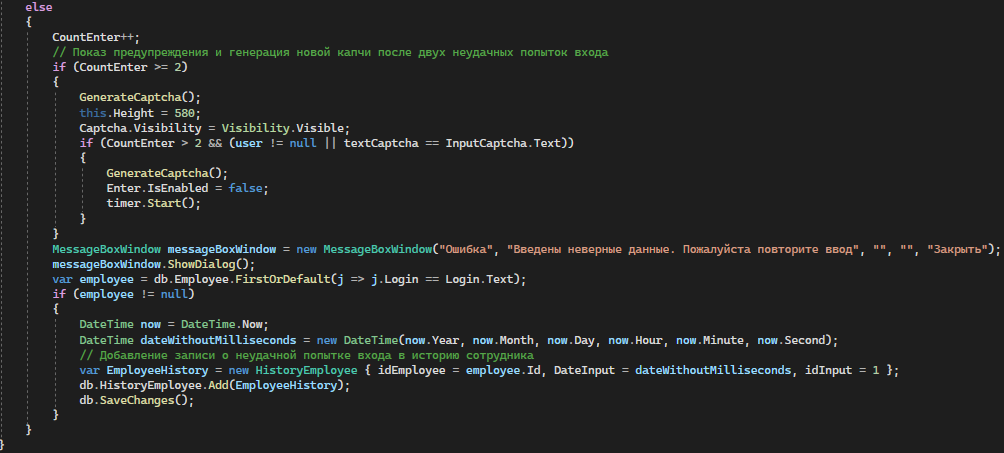 else
{
CountEnter++;
// Показ предупреждения и генерация новой капчи после двух неудачных попыток входа
if (CountEnter >= 2)
{
GenerateCaptcha();
this.Height = 580;
Captcha.Visibility = Visibility.Visible;
if (CountEnter > 2 && (user != null || textCaptcha == InputCaptcha.Text))
{
GenerateCaptcha();
Enter.IsEnabled = false;
timer.Start();
}
}
MessageBoxWindow messageBoxWindow = new MessageBoxWindow("Ошибка", "Введены неверные данные. Пожалуйста повторите ввод", "", "", "Закрыть");
messageBoxWindow.ShowDialog();
var employee = db.Employee.FirstOrDefault(j => j.Login == Login.Text);
if (employee != null)
{
DateTime now = DateTime.Now;
DateTime dateWithoutMilliseconds = new DateTime(now.Year, now.Month, now.Day, now.Hour, now.Minute, now.Second);
// Добавление записи о неудачной попытке входа в историю сотрудника
var EmployeeHistory = new HistoryEmployee { idEmployee = employee.Id, DateInput = dateWithoutMilliseconds, idInput = 1 };
db.HistoryEmployee.Add(EmployeeHistory);
db.SaveChanges();
}
}
}